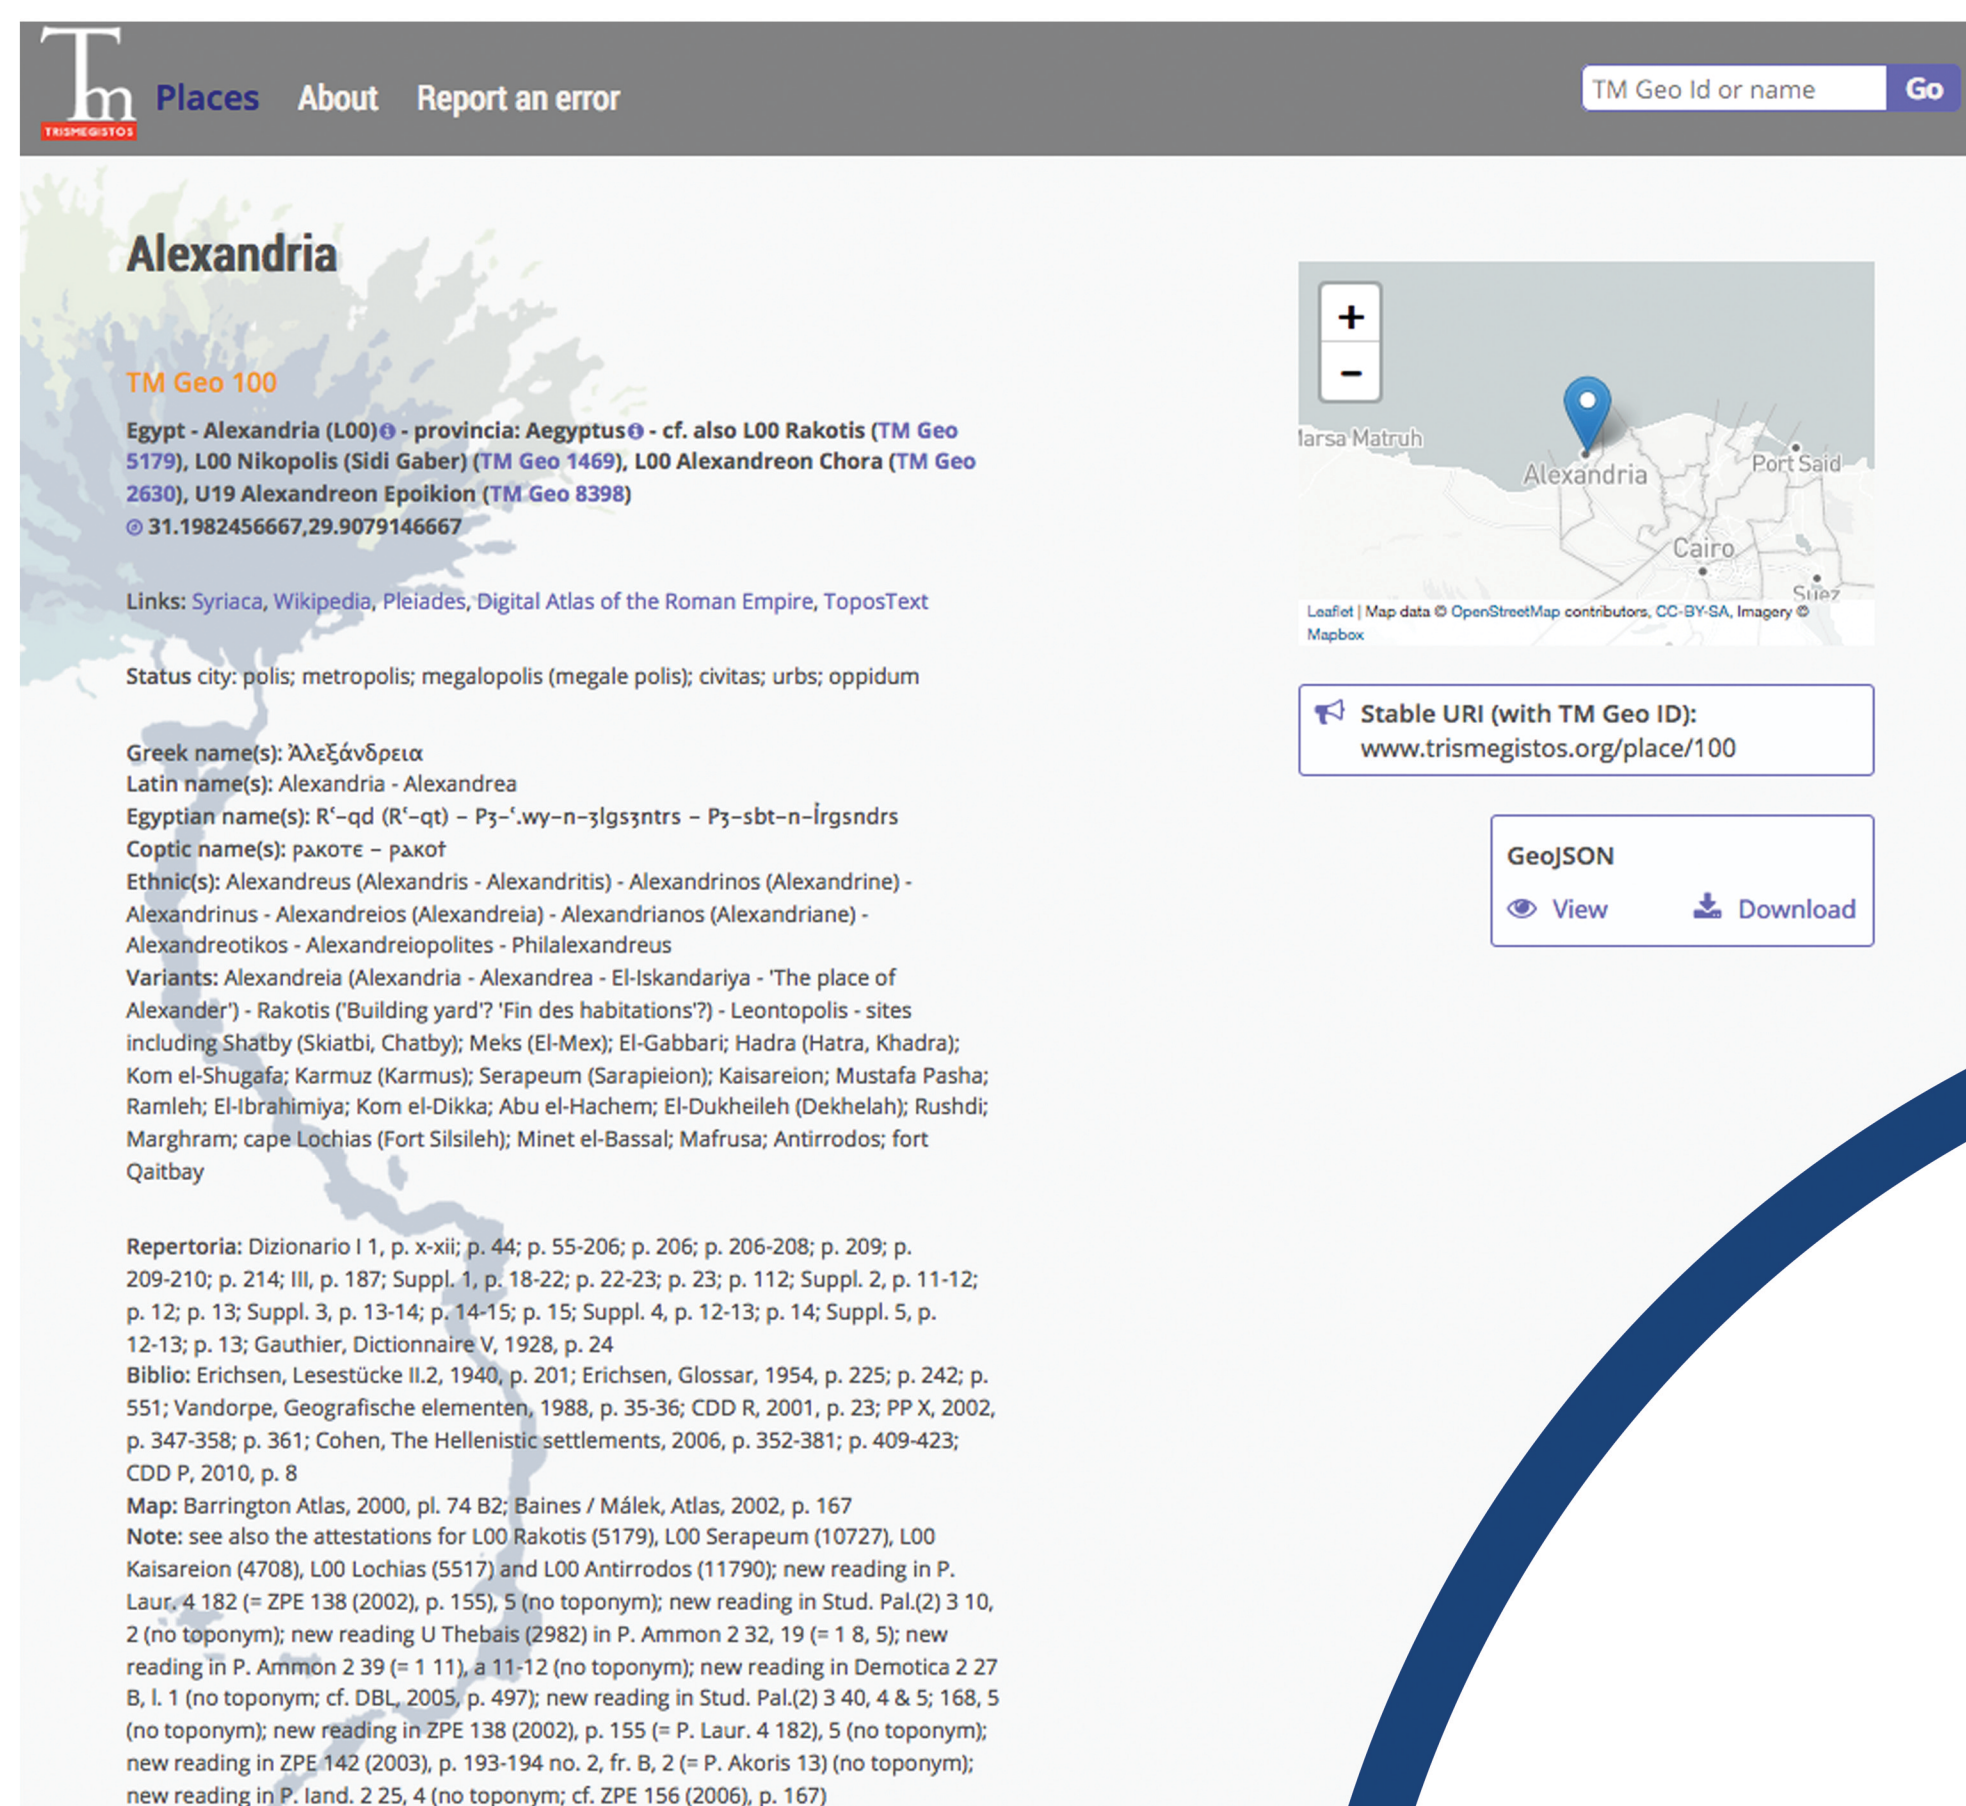 Tm
TRISMEGISTOS
Places About Report an error
TM Geo Id or name Go
Alexandria
TM Geo 100
Egypt - Alexandria (L00) - provincia: Aegyptus - cf. also L00 Rakotis (TM Geo
5179), L00 Nikopolis (Sidi Gaber) (TM Geo 1469), L00 Alexandreon Chora (TM Geo
2630), U19 Alexandreon Epoikion (TM Geo 8398)
31.1982456667,29.9079146667
Links: Syriaca, Wikipedia, Pleiades, Digital Atlas of the Roman Empire, ToposText
Status city: polis; metropolis; megalopolis (megale polis); civitas; urbs; oppidum
Greek name(s): Ἀλεξάνδρεια
Latin name(s): Alexandria - Alexandrea
Egyptian name(s): Rʿ-qd (Rʿ-qt) – Pȝ-ʿ.wy-n-ȝlgsȝntrs – Pȝ-sbt-n-İrgsndrs
Coptic name(s): ⲣⲁⲕⲟⲧⲉ – ⲣⲁⲕⲟϯ
Ethnic(s): Alexandreus (Alexandris - Alexandritis) - Alexandrinos (Alexandrine) -
Alexandrinus - Alexandreios (Alexandreia) - Alexandrianos (Alexandriane) -
Alexandreotikos - Alexandreiopolites - Philalexandreus
Variants: Alexandreia (Alexandria - Alexandrea - El-Iskandariya - 'The place of
Alexander') - Rakotis ('Building yard'? 'Fin des habitations'?) - Leontopolis - sites
including Shatby (Skiatbi, Chatby); Meks (El-Mex); El-Gabbari; Hadra (Hatra, Khadra);
Kom el-Shugafa; Karmuz (Karmus); Serapeum (Sarapieion); Kaisareion; Mustafa Pasha;
Ramleh; El-Ibrahimiya; Kom el-Dikka; Abu el-Hachem; El-Dukheileh (Dekhelah); Rushdi;
Marghram; cape Lochias (Fort Silsileh); Minet el-Bassal; Mafrusa; Antirrodos; fort
Qaitbay
Repertoria: Dizionario I 1, p. x-xii; p. 44; p. 55-206; p. 206; p. 206-208; p. 209; p.
209-210; p. 214; III, p. 187; Suppl. 1, p. 18-22; p. 22-23; p. 23; p. 112; Suppl. 2, p. 11-12;
p. 12; p. 13; Suppl. 3, p. 13-14; p. 14-15; p. 15; Suppl. 4, p. 12-13; p. 14; Suppl. 5, p.
12-13; p. 13; Gauthier, Dictionnaire V, 1928, p. 24
Biblio: Erichsen, Lesestücke II.2, 1940, p. 201; Erichsen, Glossar, 1954, p. 225; p. 242; p.
551; Vandorpe, Geografische elementen, 1988, p. 35-36; CDD R, 2001, p. 23; PP X, 2002,
p. 347-358; p. 361; Cohen, The Hellenistic settlements, 2006, p. 352-381; p. 409-423;
CDD P, 2010, p. 8
Map: Barrington Atlas, 2000, pl. 74 B2; Baines / Málek, Atlas, 2002, p. 167
Note: see also the attestations for L00 Rakotis (5179), L00 Serapeum (10727), L00
Kaisareion (4708), L00 Lochias (5517) and L00 Antirrodos (11790); new reading in P.
Laur. 4 182 (= ZPE 138 (2002), p. 155), 5 (no toponym); new reading in Stud. Pal.(2) 3 10,
2 (no toponym); new reading U Thebais (2982) in P. Ammon 2 32, 19 (= 1 8, 5); new
reading in P. Ammon 2 39 (= 1 11), a 11-12 (no toponym); new reading in Demotica 2 27
B, l. 1 (no toponym; cf. DBL, 2005, p. 497); new reading in Stud. Pal.(2) 3 40, 4 & 5; 168, 5
(no toponym); new reading in ZPE 138 (2002), p. 155 (= P. Laur. 4 182), 5 (no toponym);
new reading in ZPE 142 (2003), p. 193-194 no. 2, fr. B, 2 (= P. Akoris 13) (no toponym);
new reading in P. Iand. 2 25, 4 (no toponym; cf. ZPE 156 (2006), p. 167)
+
−
larsa Matruh
Alexandria
Port Said
Cairo
Suez
Leaflet | Map data © OpenStreetMap contributors, CC-BY-SA, Imagery ©
Mapbox
Stable URI (with TM Geo ID):
www.trismegistos.org/place/100
GeoJSON
View Download